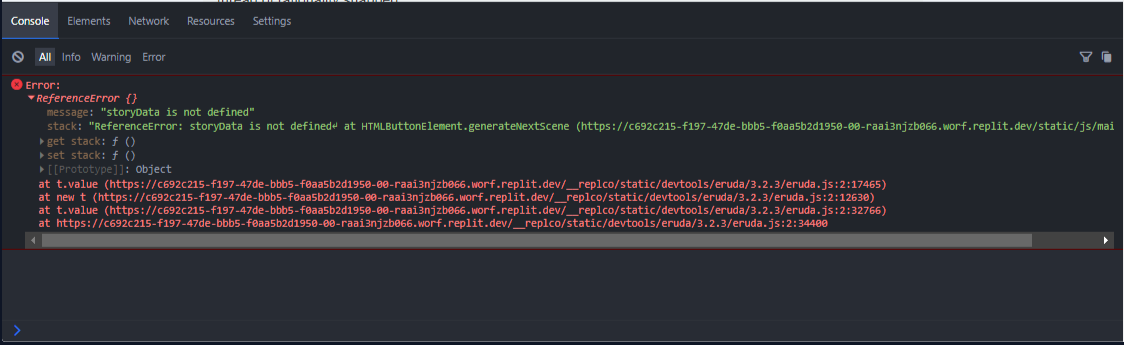 Console Elements Network Resources Settings
All Info Warning Error
Error:
ReferenceError {}
message: "storyData is not defined"
stack: "ReferenceError: storyData is not defined↵ at HTMLButtonElement.generateNextScene (https://c692c215-f197-47de-bbb5-f0aa5b2d1950-00-raai3njzb066.worf.replit.dev/static/js/mai
get stack: ƒ ()
set stack: ƒ ()
[[Prototype]]: Object
at t.value (https://c692c215-f197-47de-bbb5-f0aa5b2d1950-00-raai3njzb066.worf.replit.dev/__replco/static/devtools/eruda/3.2.3/eruda.js:2:17465)
at new t (https://c692c215-f197-47de-bbb5-f0aa5b2d1950-00-raai3njzb066.worf.replit.dev/__replco/static/devtools/eruda/3.2.3/eruda.js:2:12630)
at t.value (https://c692c215-f197-47de-bbb5-f0aa5b2d1950-00-raai3njzb066.worf.replit.dev/__replco/static/devtools/eruda/3.2.3/eruda.js:2:32766)
at https://c692c215-f197-47de-bbb5-f0aa5b2d1950-00-raai3njzb066.worf.replit.dev/__replco/static/devtools/eruda/3.2.3/eruda.js:2:34400